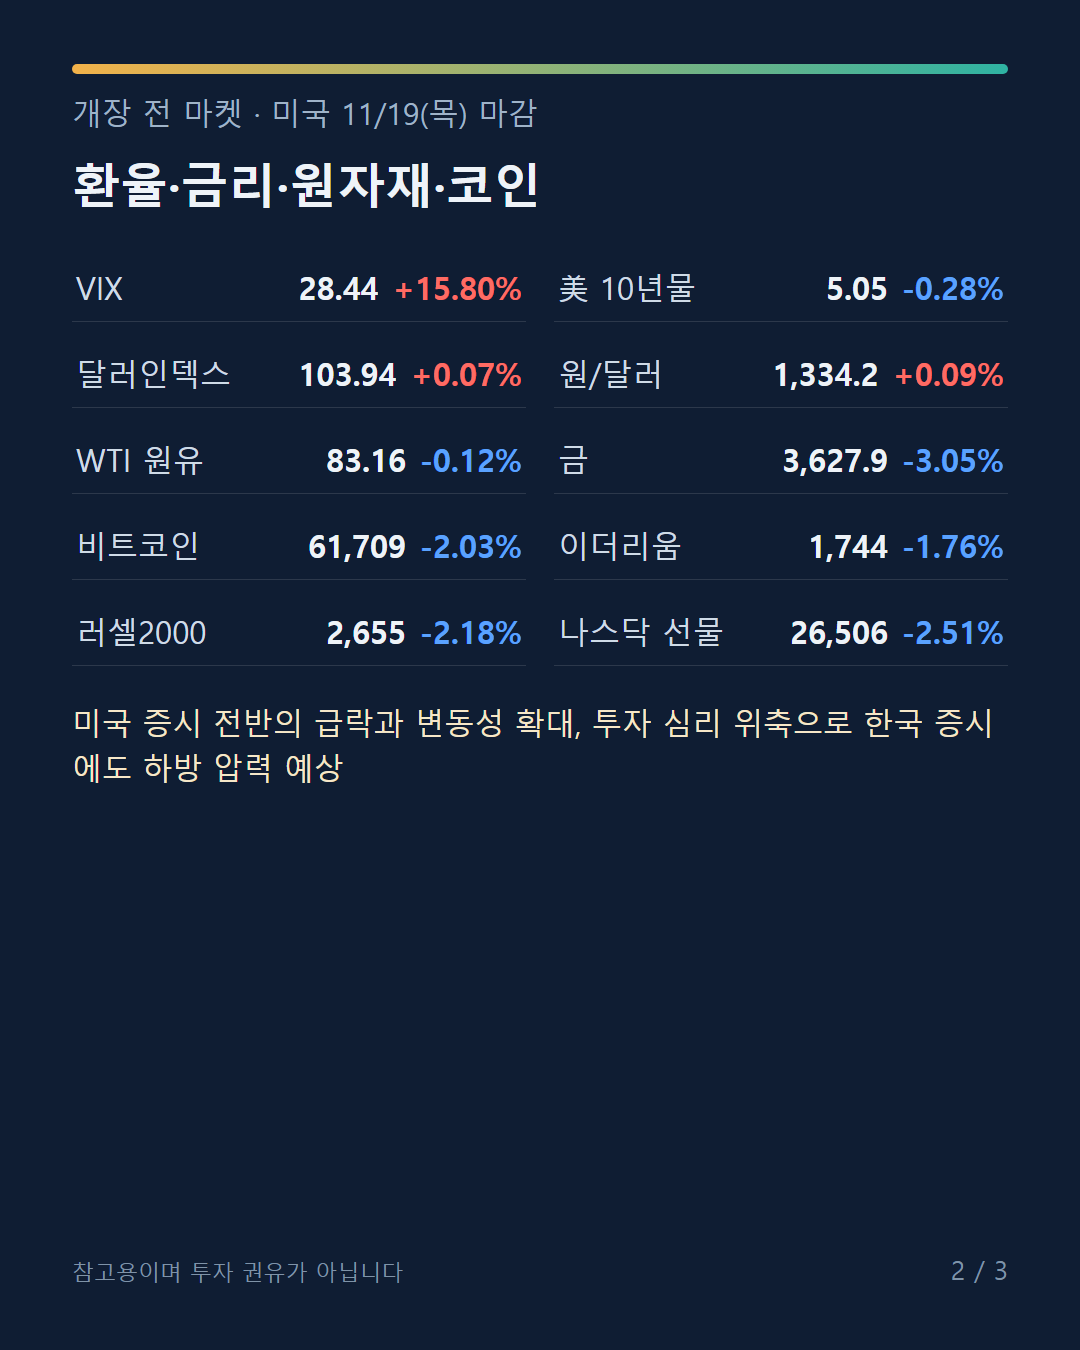 개장 전 마켓 · 미국 11/19(목) 마감
환율·금리·원자재·코인
VIX 28.44 +15.80% 美 10년물 5.05 -0.28%
달러인덱스 103.94 +0.07% 원/달러 1,334.2 +0.09%
WTI 원유 83.16 -0.12% 금 3,627.9 -3.05%
비트코인 61,709 -2.03% 이더리움 1,744 -1.76%
러셀2000 2,655 -2.18% 나스닥 선물 26,506 -2.51%
미국 증시 전반의 급락과 변동성 확대, 투자 심리 위축으로 한국 증시
에도 하방 압력 예상
참고용이며 투자 권유가 아닙니다 2 / 3